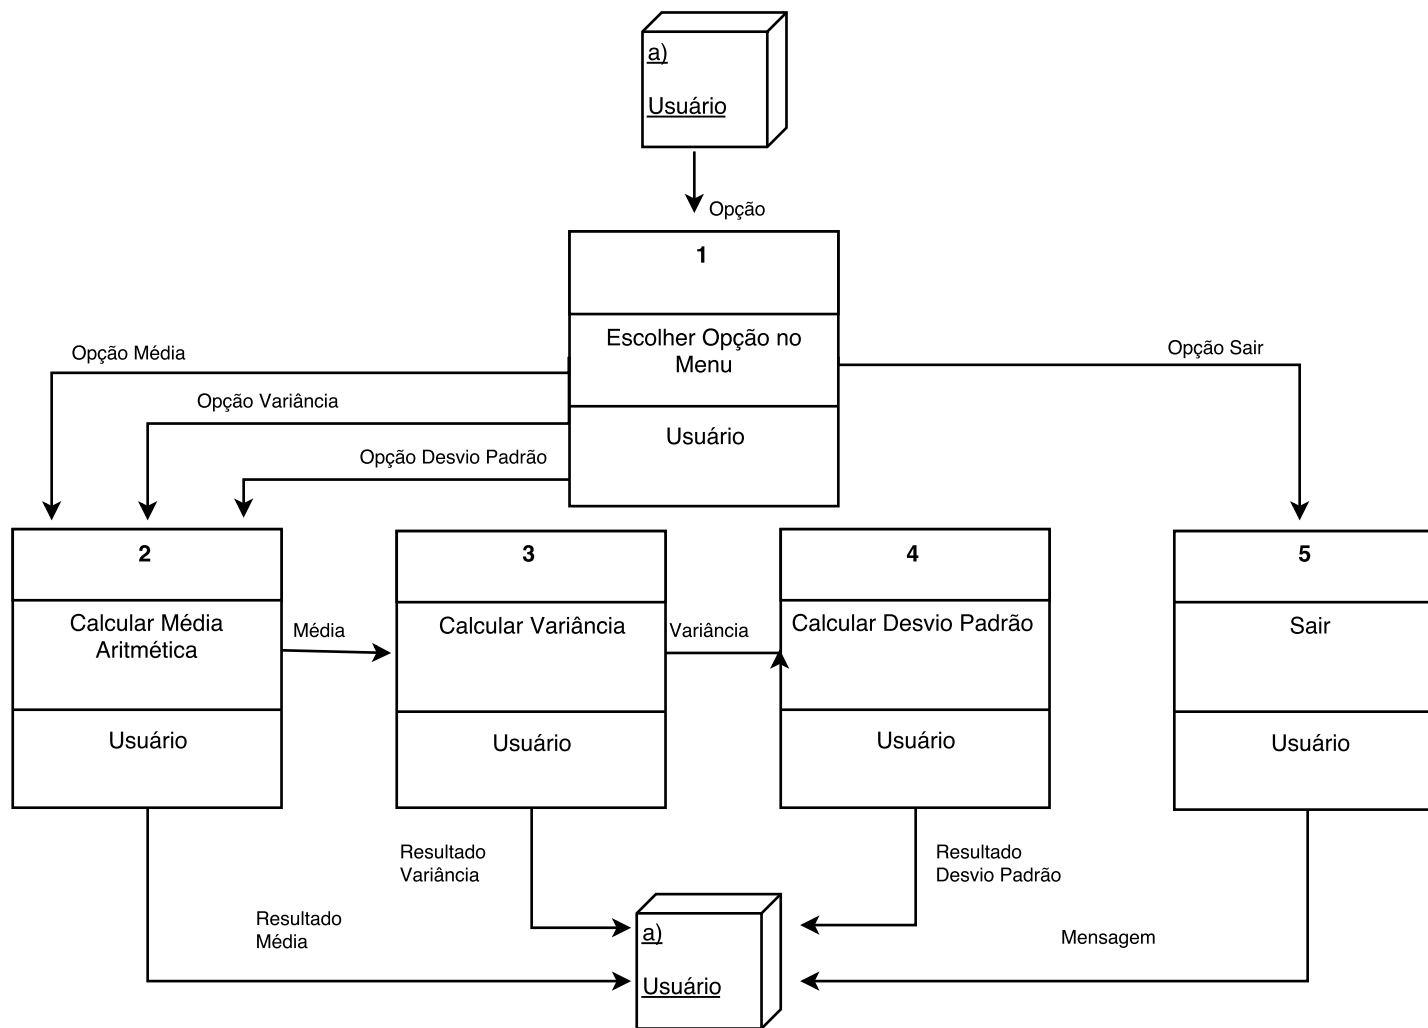 a)
Usuário
Opção
1
Escolher Opção no
Menu
Usuário
Opção Média
Opção Variância
Opção Desvio Padrão
Opção Sair
2
Calcular Média
Aritmética
Usuário
Média
3
Calcular Variância
Usuário
Variância
4
Calcular Desvio Padrão
Usuário
5
Sair
Usuário
Resultado
Média
Resultado
Variância
Resultado
Desvio Padrão
Mensagem
a)
Usuário